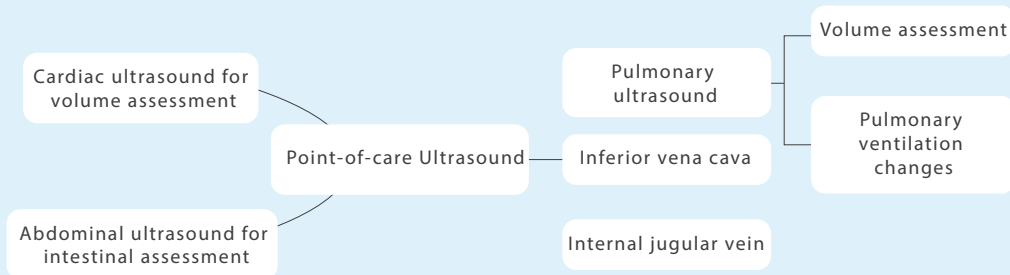 Cardiac ultrasound for
volume assessment
Abdominal ultrasound for
intestinal assessment
Point-of-care Ultrasound
Pulmonary
ultrasound
Inferior vena cava
Internal jugular vein
Volume assessment
Pulmonary
ventilation
changes